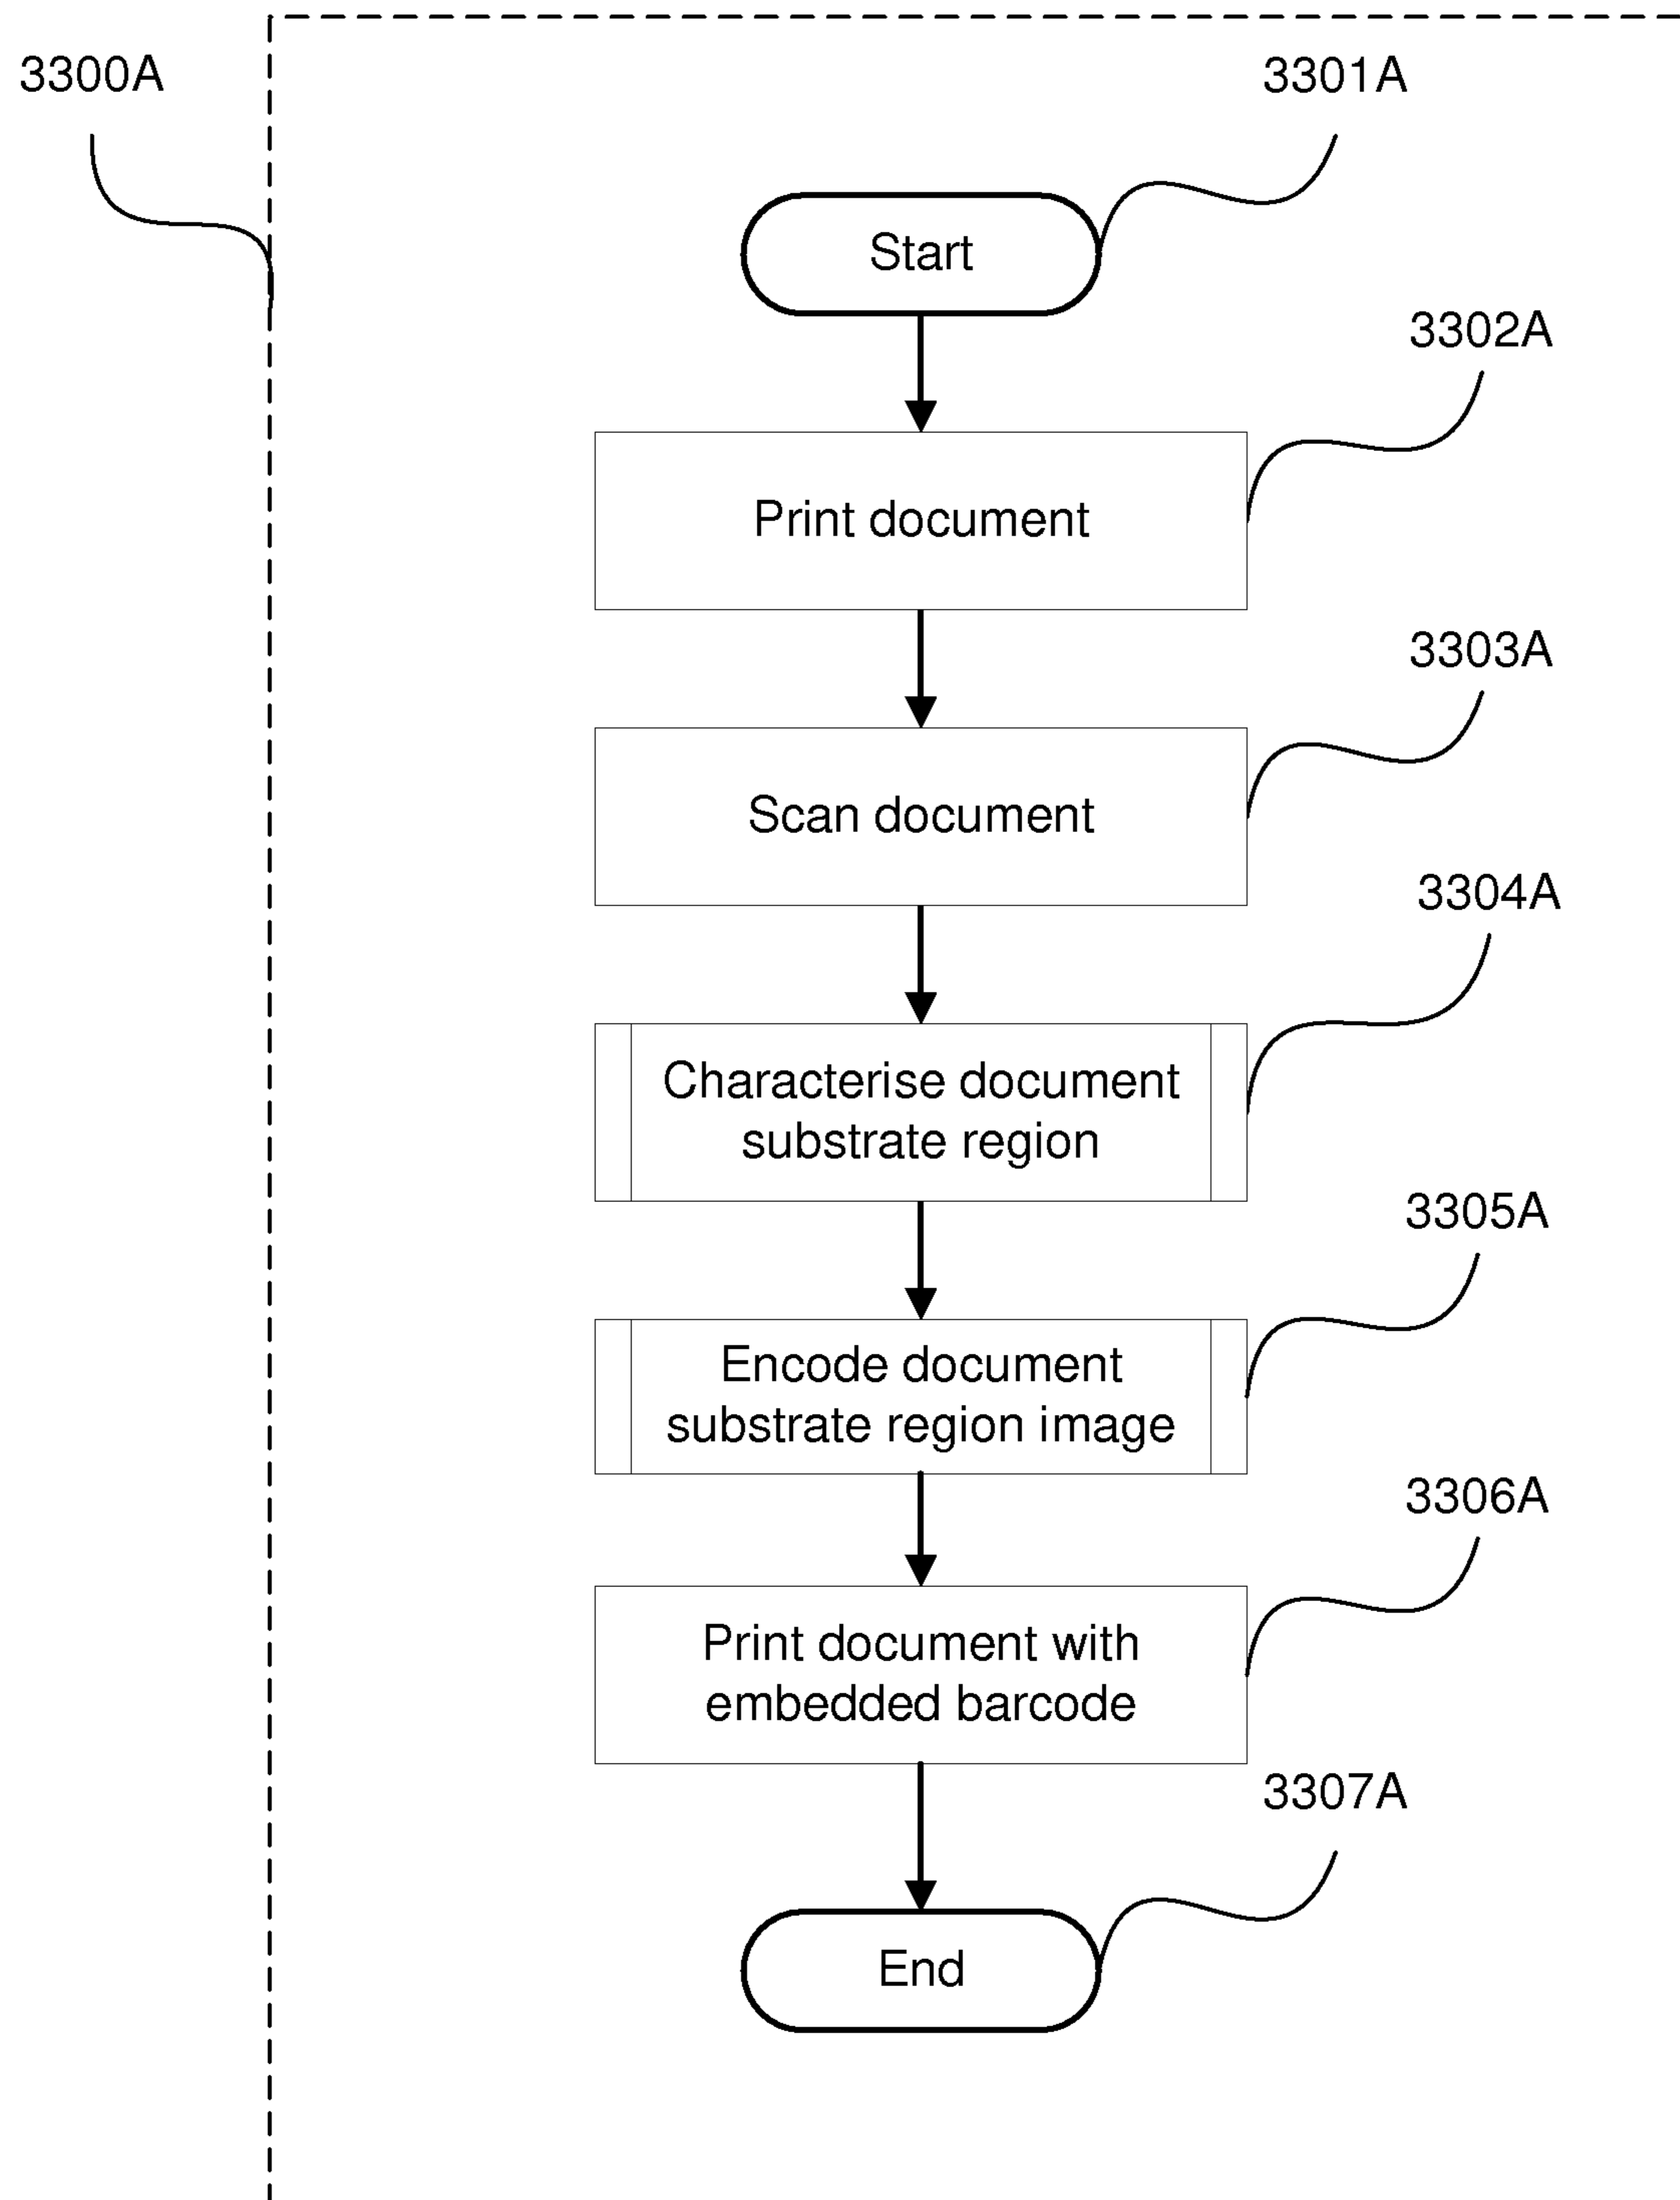 3300A
3301A
Start
3302A
Print document
3303A
Scan document
3304A
Characterise document
substrate region
3305A
Encode document
substrate region image
3306A
Print document with
embedded barcode
3307A
End